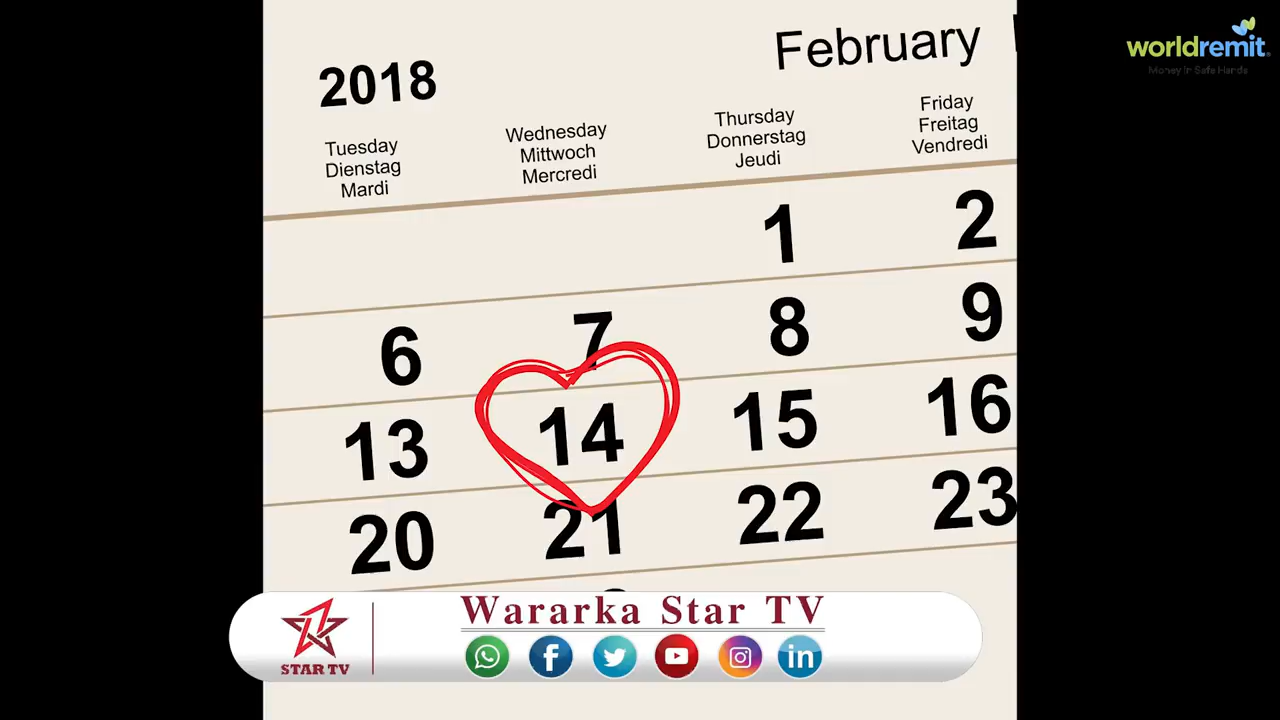 worldremit
Money in Safe Hands
2018
February
Tuesday
Dienstag
Mardi
Wednesday
Mittwoch
Mercredi
Thursday
Donnerstag
Jeudi
Friday
Freitag
Vendredi
1 2
6 7 8 9
13 14 15 16
20 21 22 23
Wararka Star TV
STAR TV